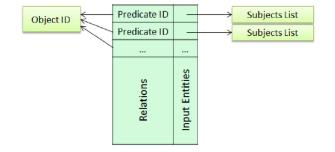 Object ID
Predicate ID
Subjects List
Predicate ID
Subjects List
...
...
Relations
Input Entities